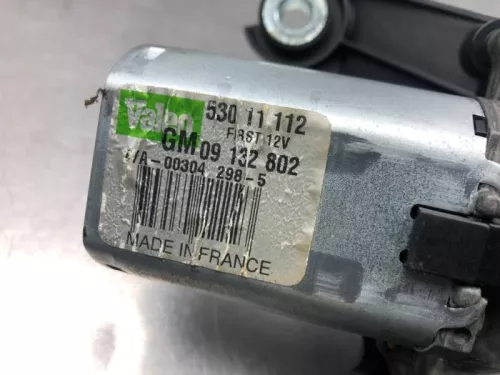 Valeo 530 11 112
FIRST 12V
GM 09 132 802
+/A-00304 298-5
MADE IN FRANCE